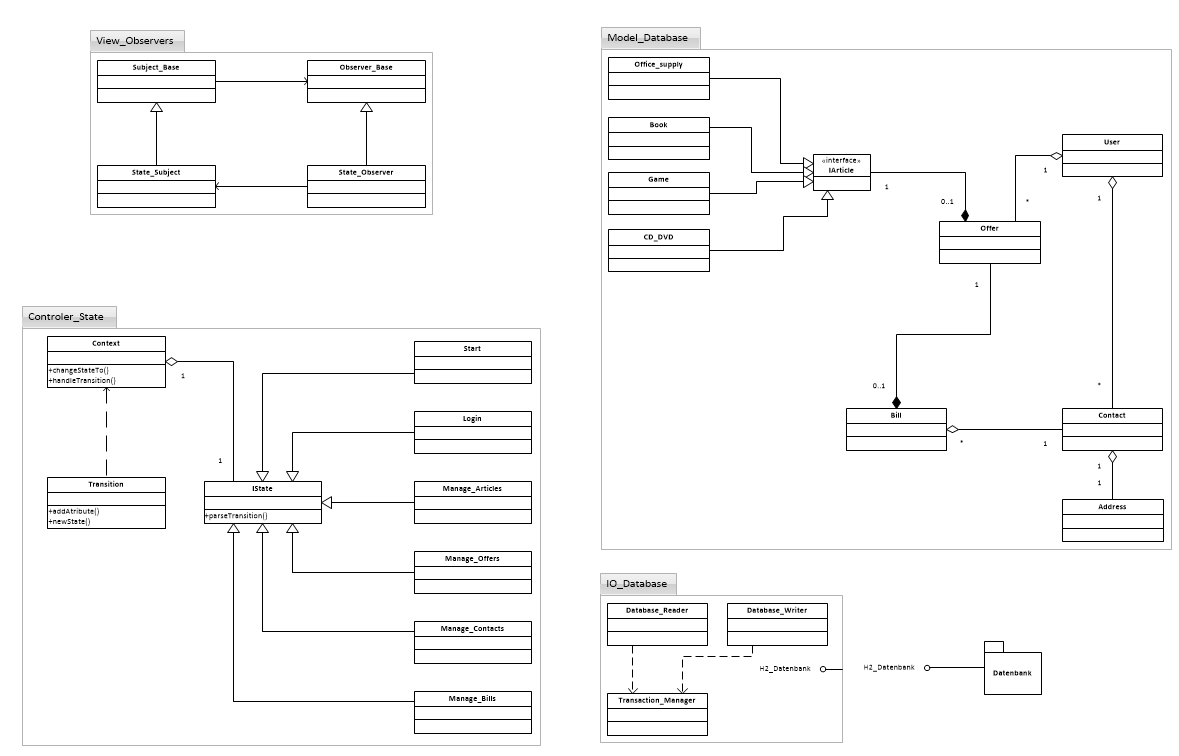 View_Observers
Subject_Base
Observer_Base
State_Subject
State_Observer
Model_Database
Office_supply
Book
Game
CD_DVD
«interface»
IArticle
1
0..1
User
1
1
*
Offer
1
0..1
Bill
*
1
*
Contact
1
1
Address
Controler_State
Context
+changeStateTo()
+handleTransition()
1
1
Transition
+addAtribute()
+newState()
IState
+parseTransition()
Start
Login
Manage_Articles
Manage_Offers
Manage_Contacts
Manage_Bills
IO_Database
Database_Reader
Database_Writer
Transaction_Manager
H2_Datenbank
H2_Datenbank
Datenbank